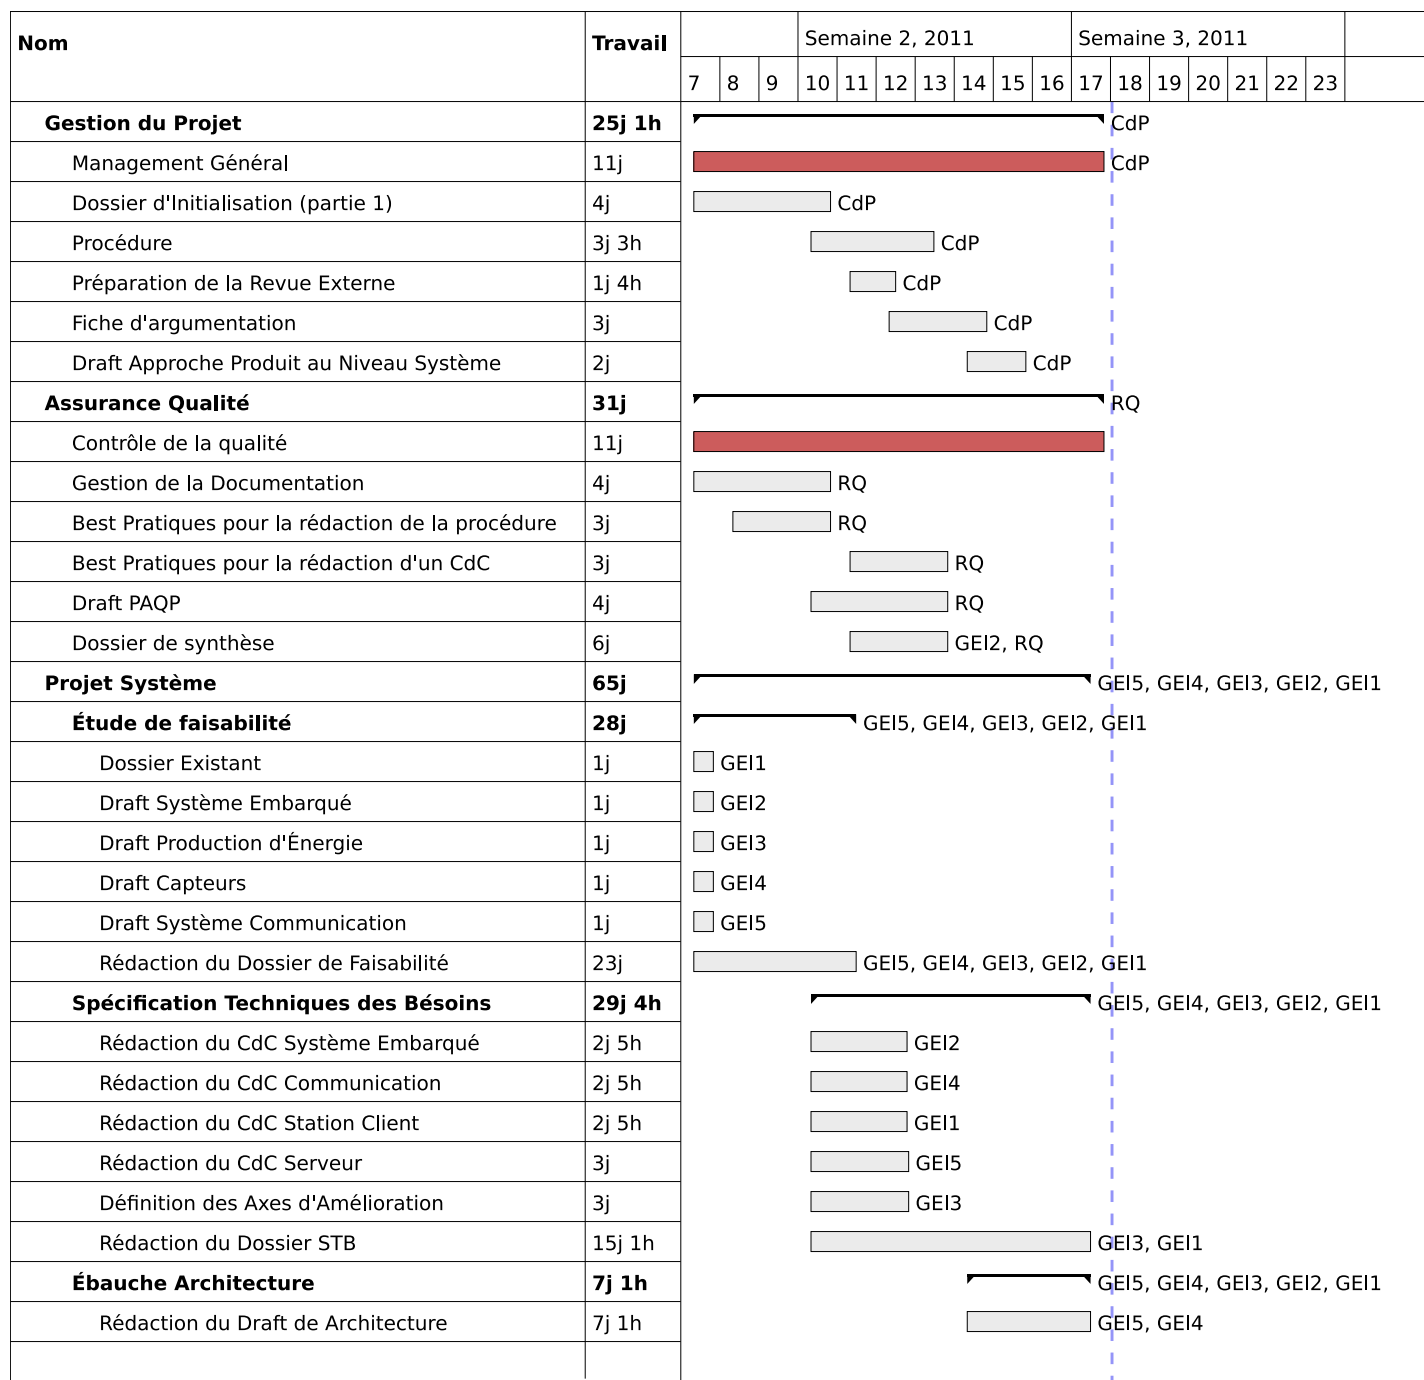 Nom Travail Semaine 2, 2011 Semaine 3, 2011
7 8 9 10 11 12 13 14 15 16 17 18 19 20 21 22 23
Gestion du Projet 25j 1h CdP
Management Général 11j CdP
Dossier d'Initialisation (partie 1) 4j CdP
Procédure 3j 3h CdP
Préparation de la Revue Externe 1j 4h CdP
Fiche d'argumentation 3j CdP
Draft Approche Produit au Niveau Système 2j CdP
Assurance Qualité 31j RQ
Contrôle de la qualité 11j
Gestion de la Documentation 4j RQ
Best Pratiques pour la rédaction de la procédure 3j RQ
Best Pratiques pour la rédaction d'un CdC 3j RQ
Draft PAQP 4j RQ
Dossier de synthèse 6j GEI2, RQ
Projet Système 65j GEI5, GEI4, GEI3, GEI2, GEI1
Étude de faisabilité 28j GEI5, GEI4, GEI3, GEI2, GEI1
Dossier Existant 1j GEI1
Draft Système Embarqué 1j GEI2
Draft Production d'Énergie 1j GEI3
Draft Capteurs 1j GEI4
Draft Système Communication 1j GEI5
Rédaction du Dossier de Faisabilité 23j GEI5, GEI4, GEI3, GEI2, GEI1
Spécification Techniques des Bésoins 29j 4h GEI5, GEI4, GEI3, GEI2, GEI1
Rédaction du CdC Système Embarqué 2j 5h GEI2
Rédaction du CdC Communication 2j 5h GEI4
Rédaction du CdC Station Client 2j 5h GEI1
Rédaction du CdC Serveur 3j GEI5
Définition des Axes d'Amélioration 3j GEI3
Rédaction du Dossier STB 15j 1h GEI3, GEI1
Ébauche Architecture 7j 1h GEI5, GEI4, GEI3, GEI2, GEI1
Rédaction du Draft de Architecture 7j 1h GEI5, GEI4